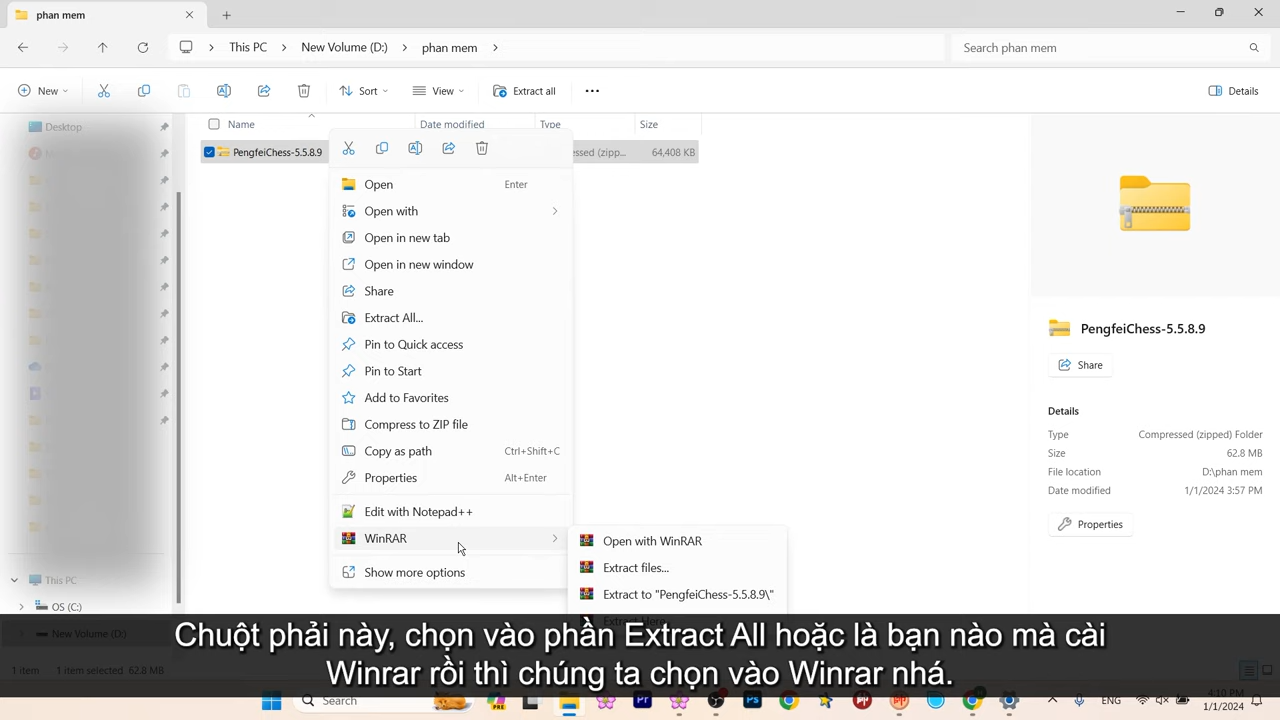 phan mem
This PC > New Volume (D:) > phan mem >
Search phan mem
New
Sort
View
Extract all
Details
Desktop
Name
Date modified
Type
Size
PengfeiChess-5.5.8.9
ssed (zipp...
64,408 KB
Open
Enter
Open with
Open in new tab
Open in new window
Share
Extract All...
Pin to Quick access
Pin to Start
Add to Favorites
Compress to ZIP file
Copy as path
Ctrl+Shift+C
Properties
Alt+Enter
Edit with Notepad++
WinRAR
Show more options
Open with WinRAR
Extract files...
Extract to "PengfeiChess-5.5.8.9\"
Extract Here
PengfeiChess-5.5.8.9
Share
Details
Type
Compressed (zipped) Folder
Size
62.8 MB
File location
D:\phan mem
Date modified
1/1/2024 3:57 PM
Properties
This PC
OS (C:)
New Volume (D:)
1 item
1 item selected 62.8 MB
Chuột phải này, chọn vào phần Extract All hoặc là bạn nào mà cài
Winrar rồi thì chúng ta chọn vào Winrar nhá.
Search
ENG
4:10 PM
1/1/2024